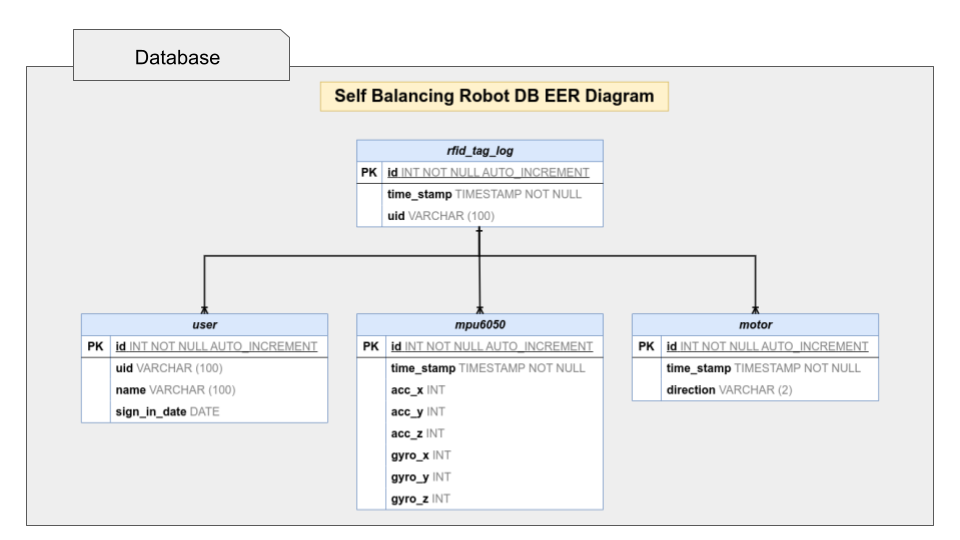 Database
Self Balancing Robot DB EER Diagram
rfid_tag_log
PK id INT NOT NULL AUTO_INCREMENT
time_stamp TIMESTAMP NOT NULL
uid VARCHAR (100)
user
PK id INT NOT NULL AUTO_INCREMENT
uid VARCHAR (100)
name VARCHAR (100)
sign_in_date DATE
mpu6050
PK id INT NOT NULL AUTO_INCREMENT
time_stamp TIMESTAMP NOT NULL
acc_x INT
acc_y INT
acc_z INT
gyro_x INT
gyro_y INT
gyro_z INT
motor
PK id INT NOT NULL AUTO_INCREMENT
time_stamp TIMESTAMP NOT NULL
direction VARCHAR (2)